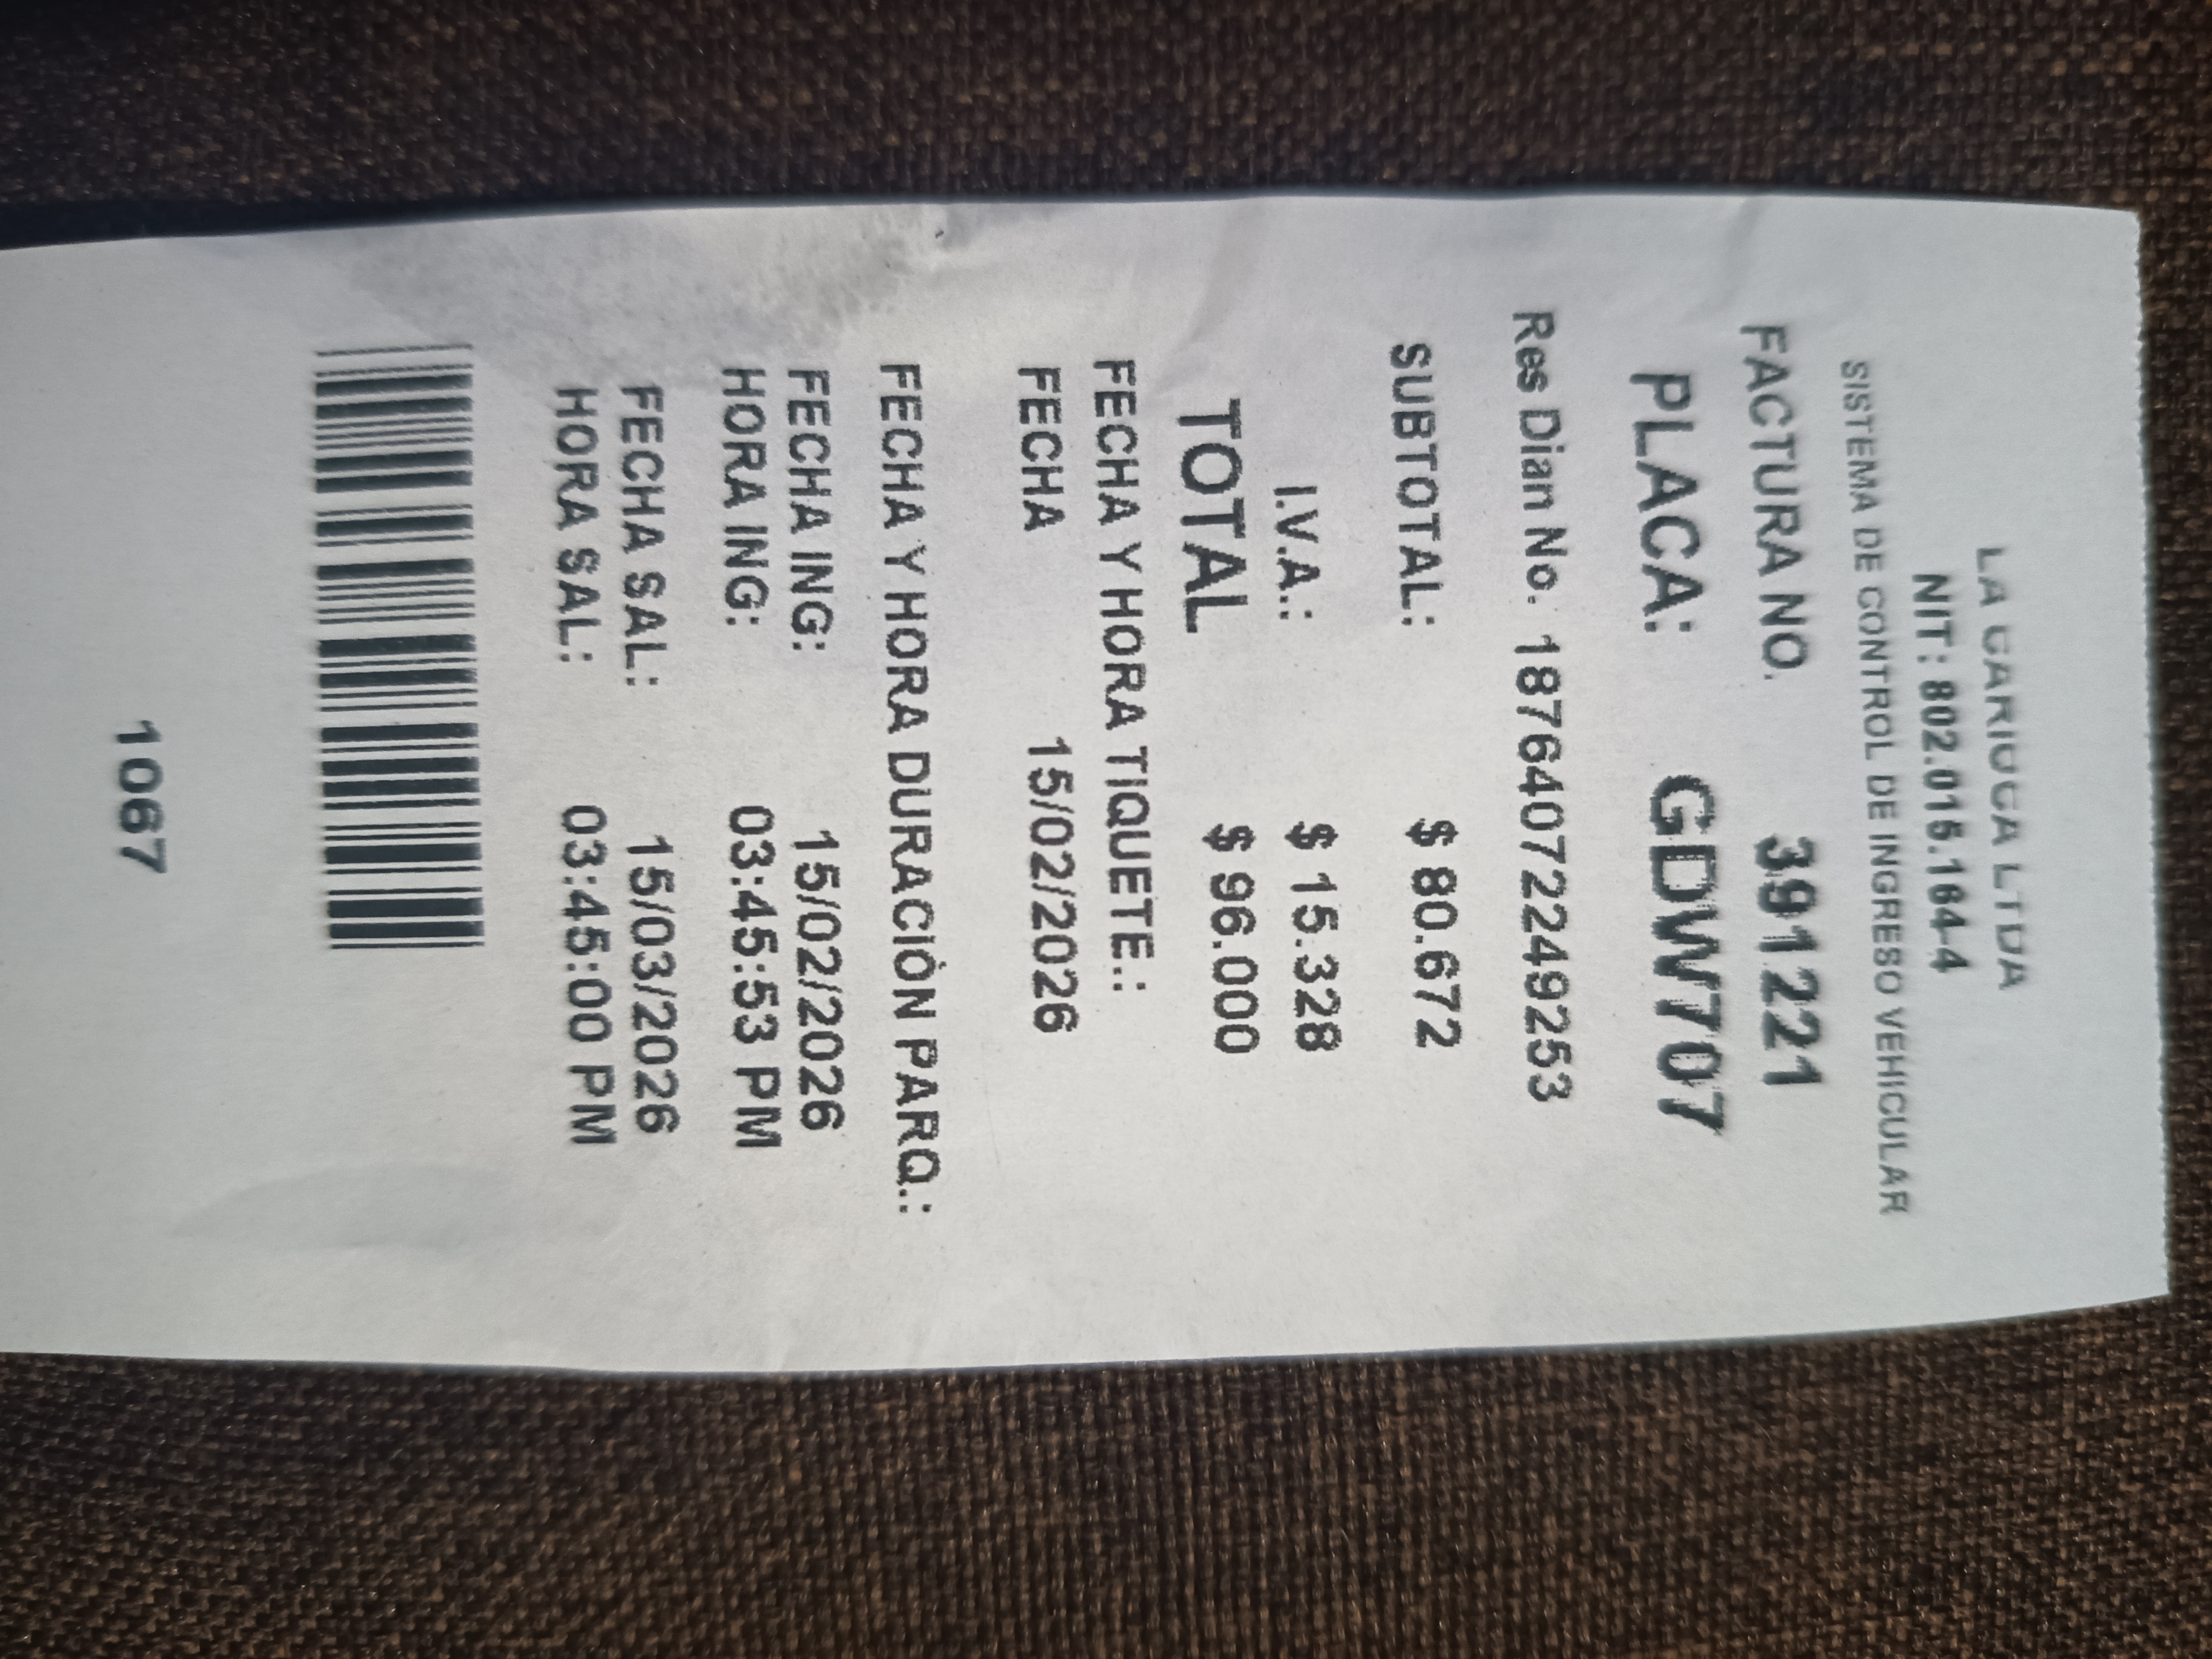 LA CARIOCA LTDA
NIT: 802.015.164-4
SISTEMA DE CONTROL DE INGRESO VEHICULAR
FACTURA NO. 391221
PLACA: GDW707
Res Dian No. 18764072249253
SUBTOTAL: $ 80.672
I.V.A.: $ 15.328
TOTAL $ 96.000
FECHA Y HORA TIQUETE.:
FECHA 15/02/2026
FECHA Y HORA DURACIÓN PARQ.:
FECHA ING: 15/02/2026
HORA ING: 03:45:53 PM
FECHA SAL: 15/03/2026
HORA SAL: 03:45:00 PM
1067